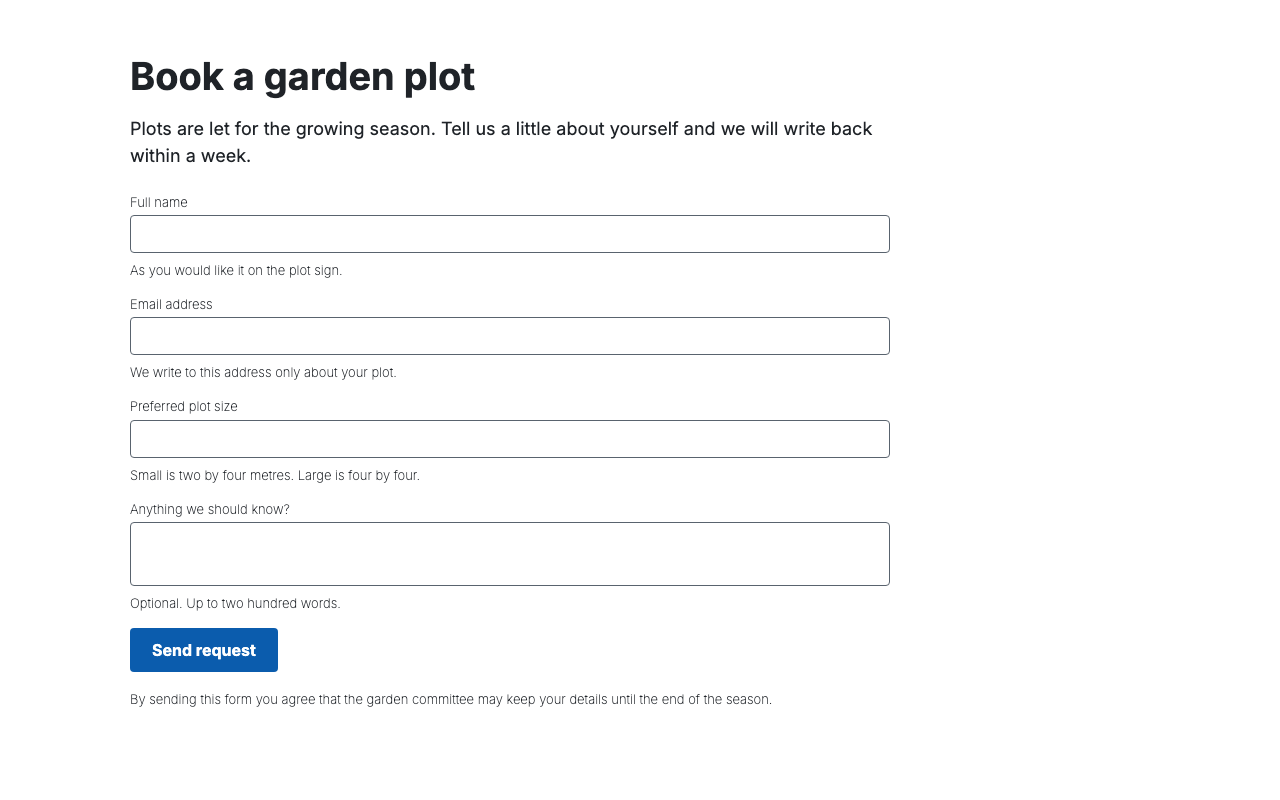 Book a garden plot
Plots are let for the growing season. Tell us a little about yourself and we will write back
within a week.
Full name
As you would like it on the plot sign.
Email address
We write to this address only about your plot.
Preferred plot size
Small is two by four metres. Large is four by four.
Anything we should know?
Optional. Up to two hundred words.
Send request
By sending this form you agree that the garden committee may keep your details until the end of the season.